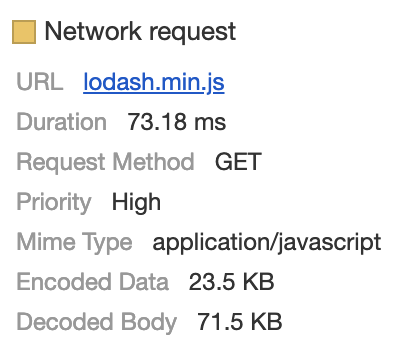 Network request
URL lodash.min.js
Duration 73.18 ms
Request Method GET
Priority High
Mime Type application/javascript
Encoded Data 23.5 KB
Decoded Body 71.5 KB